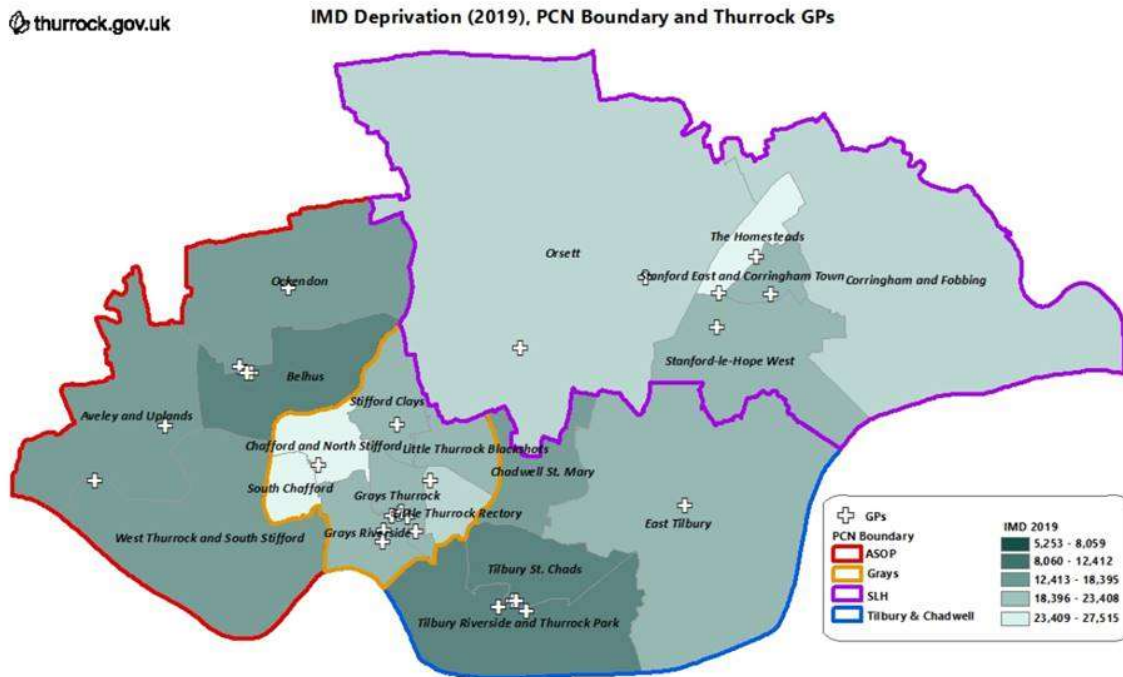 thurrock.gov.uk
IMD Deprivation (2019), PCN Boundary and Thurrock GPs
The Homesteads
Orsett
Stanford East and Corringham Town
Corringham and Fobbing
Ockendon
Stanford-le-Hope West
Belhus
Stifford Clays
Aveley and Uplands
Chafford and North Stifford
Little Thurrock Blackshots
Chadwell St. Mary
South Chafford
Grays Thurrock
Little Thurrock Rectory
East Tilbury
West Thurrock and South Stifford
Grays Riverside
Tilbury St. Chads
Tilbury Riverside and Thurrock Park
GPs
PCN Boundary
ASOP
Grays
SLH
Tilbury & Chadwell
IMD 2019
5,253 - 8,059
8,060 - 12,412
12,413 - 18,395
18,396 - 23,408
23,409 - 27,515